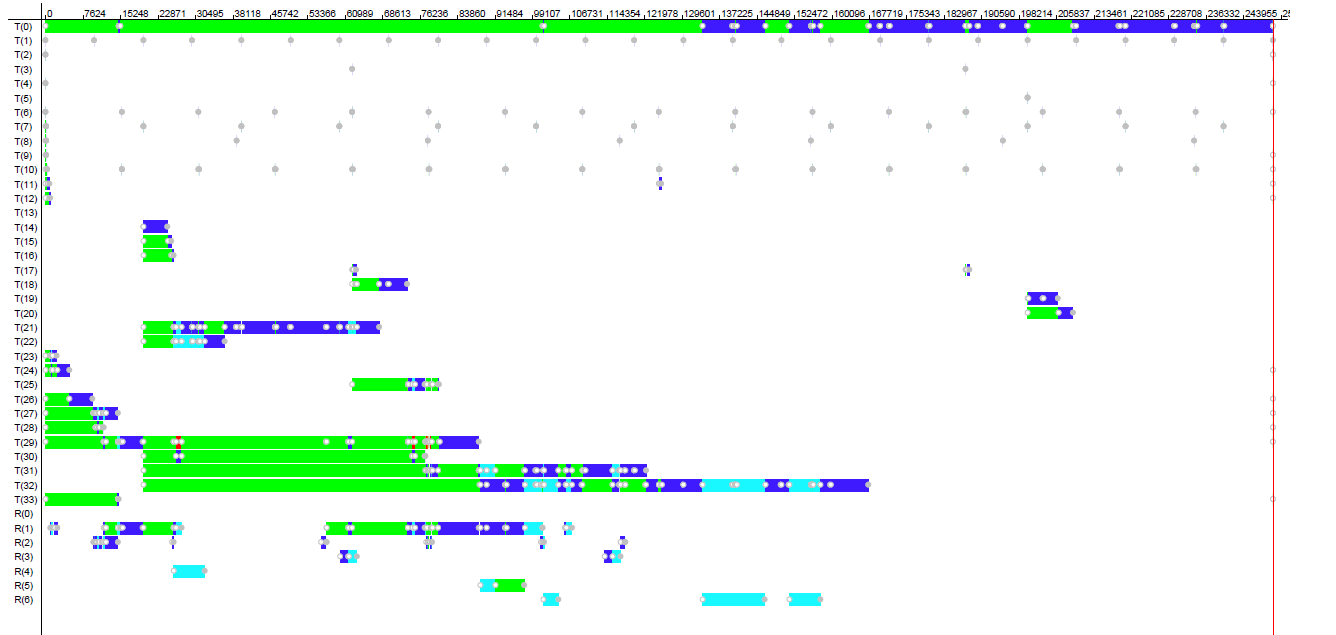 0 7624 15248 22871 30495 38118 45742 53366 60989 68613 76236 83860 91484 99107 106731 114354 121978 129601 137225 144849 152472 160096 167719 175343 182967 190590 198214 205837 213461 221085 228708 236332 243955
T(0)
T(1)
T(2)
T(3)
T(4)
T(5)
T(6)
T(7)
T(8)
T(9)
T(10)
T(11)
T(12)
T(13)
T(14)
T(15)
T(16)
T(17)
T(18)
T(19)
T(20)
T(21)
T(22)
T(23)
T(24)
T(25)
T(26)
T(27)
T(28)
T(29)
T(30)
T(31)
T(32)
T(33)
R(0)
R(1)
R(2)
R(3)
R(4)
R(5)
R(6)